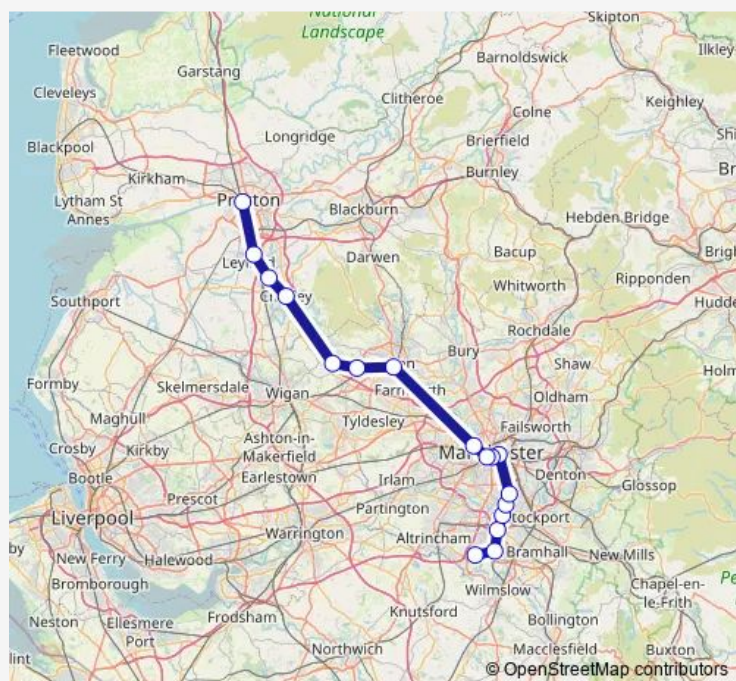 National
Landscape
Skipton
Fleetwood
Garstang
Barnoldswick
Ilkley
Cleveleys
Clitheroe
Colne
Keighley
Longridge
Brierfield
Blackpool
Burnley
Kirkham
Lytham St
Annes
Preston
Blackburn
Hebden Bridge
Leyland
Darwen
Bacup
Southport
Chorley
Whitworth
Ripponden
Rochdale
Formby
Skelmersdale
Wigan
Farnworth
Bury
Shaw
Oldham
Maghull
Tyldesley
Failsworth
Crosby
Kirkby
Ashton-in-
Makerfield
Manchester
Bootle
Earlestown
Irlam
Denton
Glossop
Prescot
Partington
Liverpool
Warrington
Stockport
Altrincham
New Ferry
Halewood
Bramhall
New Mills
Bromborough
Wilmslow
Chapel-en-
le-Frith
Frodsham
Knutsford
Neston
Ellesmere
Port
Bollington
Northwich
Macclesfield
Buxton
© OpenStreetMap contributors